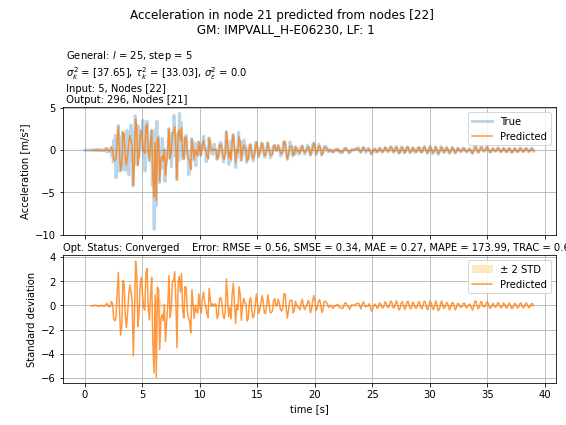 Acceleration in node 21 predicted from nodes [22]
GM: IMPVALL_H-E06230, LF: 1
General: l = 25, step = 5
σ²ₖ = [37.65], τ²ₖ = [33.03], σ²ε = 0.0
Input: 5, Nodes [22]
Output: 296, Nodes [21]
Acceleration [m/s²]
5
0
−5
−10
True
Predicted
Opt. Status: Converged Error: RMSE = 0.56, SMSE = 0.34, MAE = 0.27, MAPE = 173.99, TRAC = 0.6
Standard deviation
4
2
0
−2
−4
−6
± 2 STD
Predicted
0 5 10 15 20 25 30 35 40
time [s]